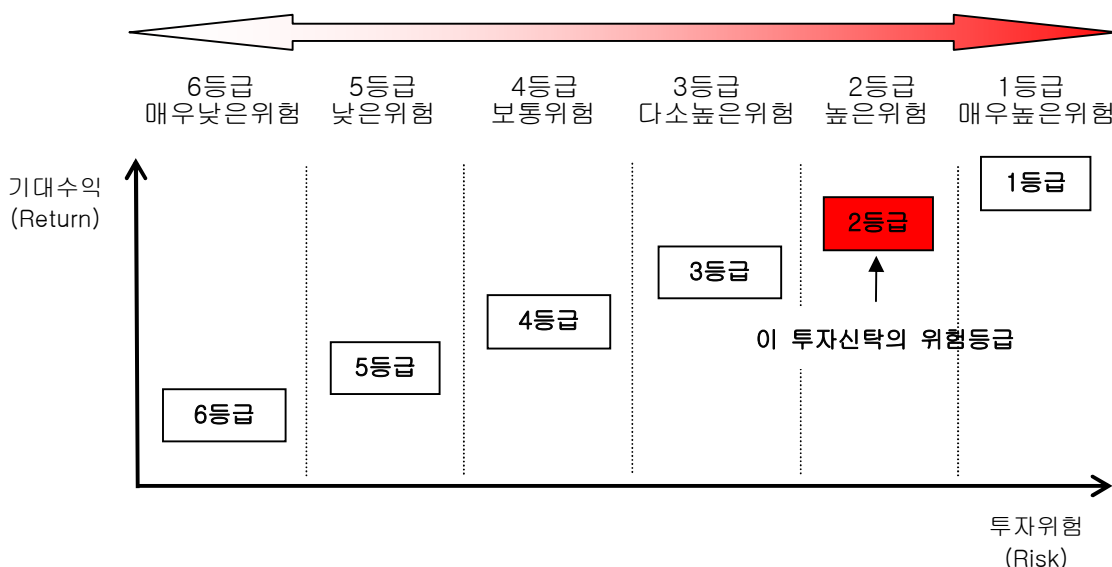 6등급 5등급 4등급 3등급 2등급 1등급
매우낮은위험 낮은위험 보통위험 다소높은위험 높은위험 매우높은위험
기대수익
(Return)
1등급
2등급
3등급
4등급
이 투자신탁의 위험등급
5등급
6등급
투자위험
(Risk)